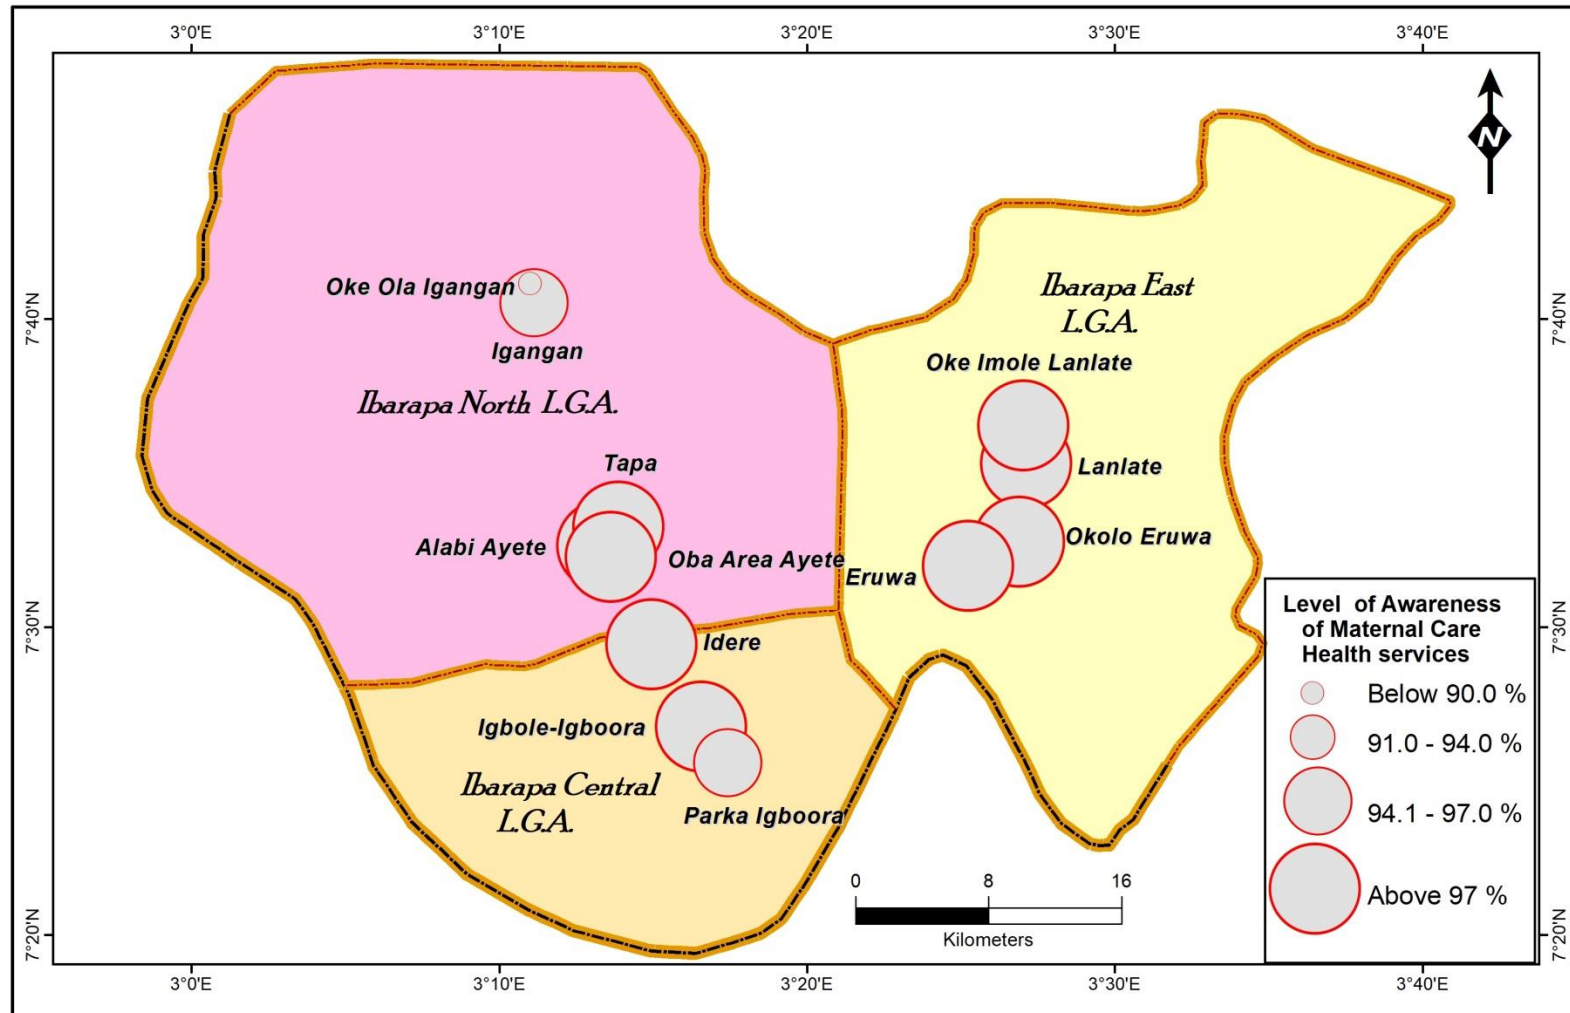 3°0'E
3°10'E
3°20'E
3°30'E
3°40'E
N
Oke Ola Igangan
Igangan
Ibarapa North L.G.A.
Ibarapa East
L.G.A.
Oke Imole Lanlate
Lanlate
Tapa
Alabi Ayete
Oba Area Ayete
Okolo Eruwa
Eruwa
Idere
Igbole-Igboora
Ibarapa Central
L.G.A.
Parka Igboora
7°40'N
7°30'N
7°20'N
7°40'N
7°30'N
7°20'N
Level of Awareness
of Maternal Care
Health services
Below 90.0 %
91.0 - 94.0 %
94.1 - 97.0 %
Above 97 %
0 8 16
Kilometers
3°0'E
3°10'E
3°20'E
3°30'E
3°40'E